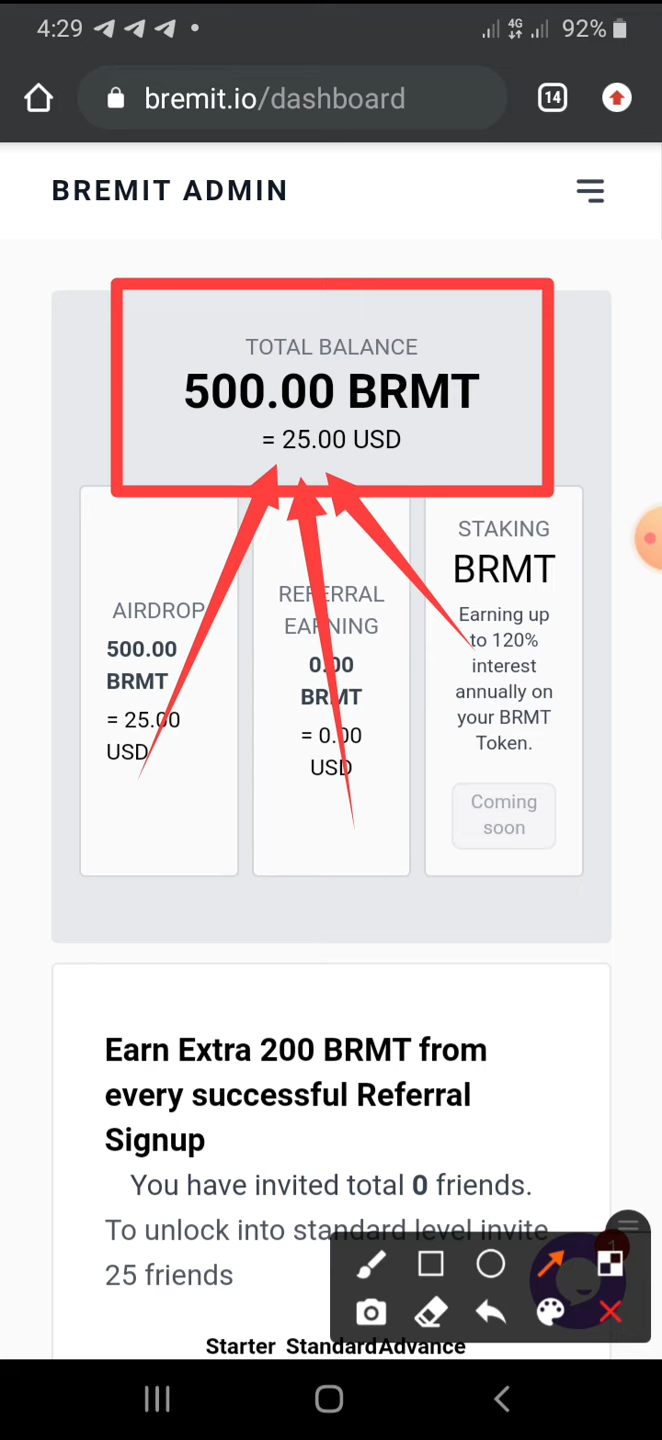 4:29
4G
92%
bremit.io/dashboard
14
BREMIT ADMIN
TOTAL BALANCE
500.00 BRMT
= 25.00 USD
AIRDROP
500.00
BRMT
= 25.00
USD
REFERRAL
EARNING
0.00
BRMT
= 0.00
USD
STAKING
BRMT
Earning up
to 120%
interest
annually on
your BRMT
Token.
Coming
soon
Earn Extra 200 BRMT from
every successful Referral
Signup
You have invited total 0 friends.
To unlock into standard level invite
25 friends
1
Starter StandardAdvance